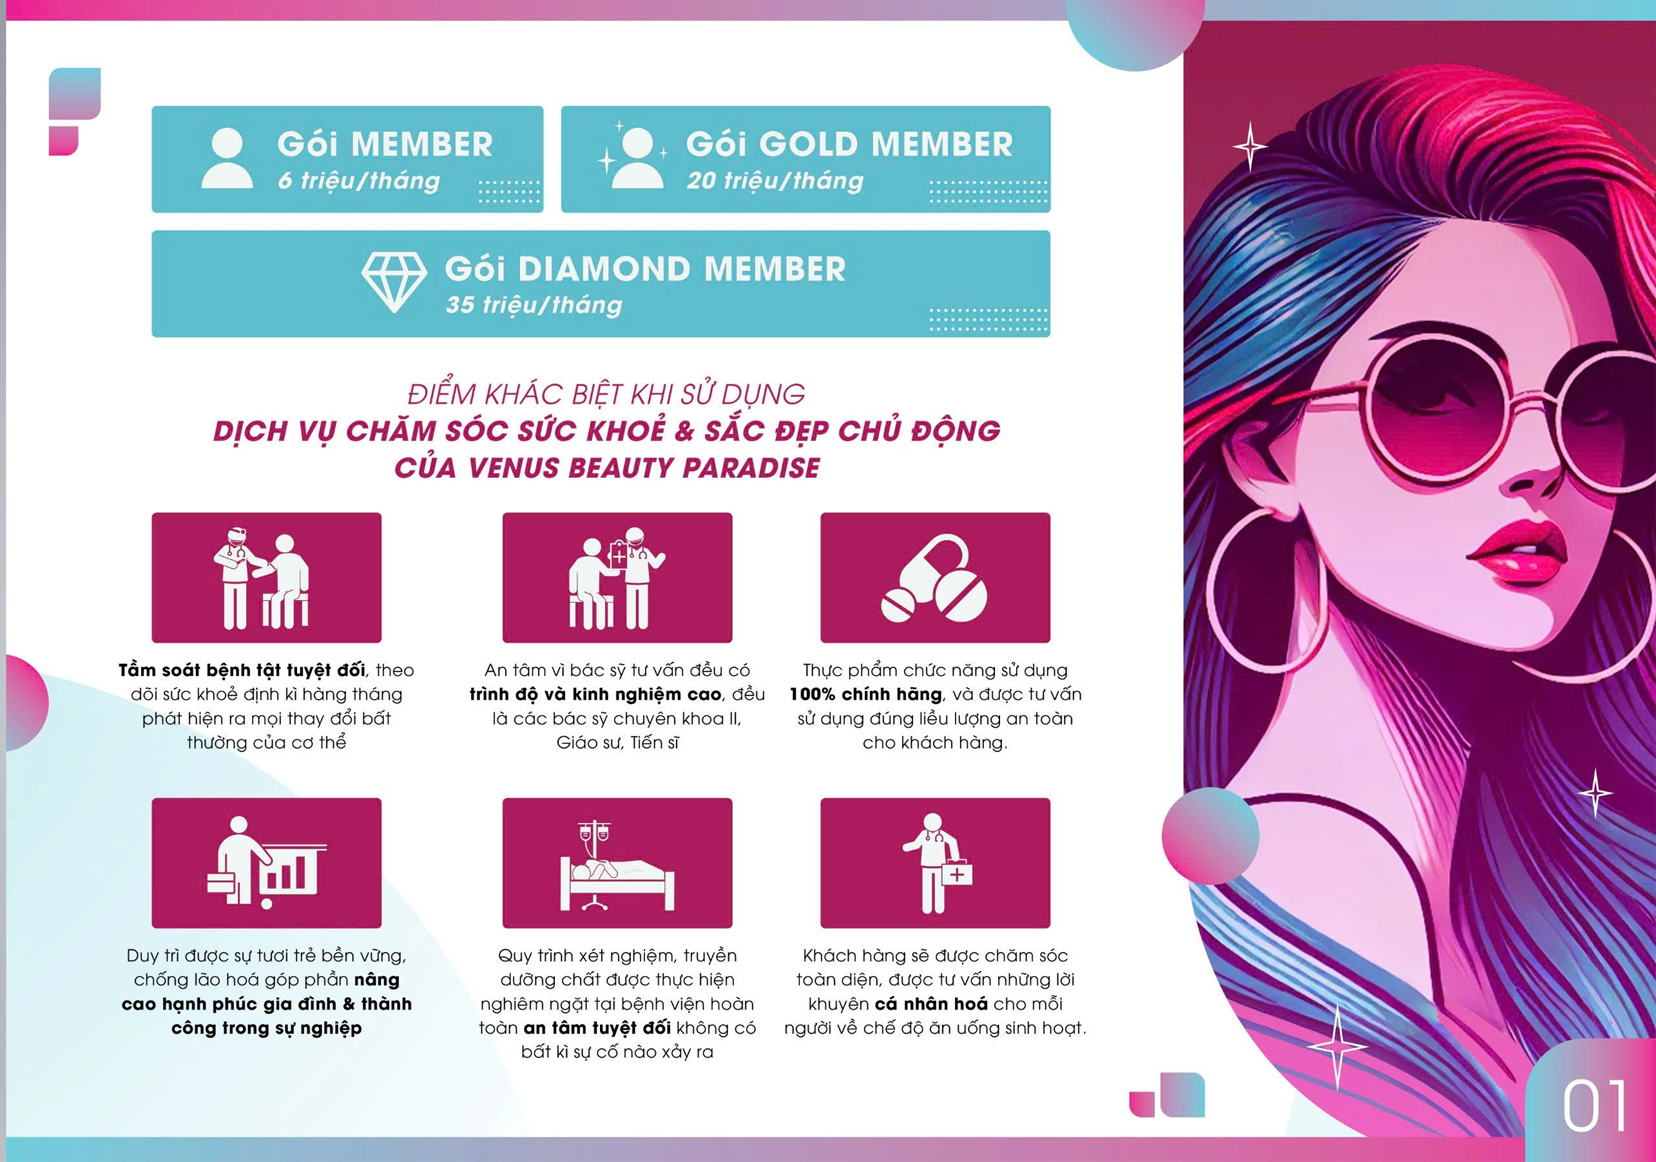 Gói MEMBER
6 triệu/tháng
Gói GOLD MEMBER
20 triệu/tháng
Gói DIAMOND MEMBER
35 triệu/tháng
ĐIỂM KHÁC BIỆT KHI SỬ DỤNG
DỊCH VỤ CHĂM SÓC SỨC KHOẺ & SẮC ĐẸP CHỦ ĐỘNG
CỦA VENUS BEAUTY PARADISE
Tầm soát bệnh tật tuyệt đối, theo
dõi sức khoẻ định kì hàng tháng
phát hiện ra mọi thay đổi bất
thường của cơ thể
An tâm vì bác sỹ tư vấn đều có
trình độ và kinh nghiệm cao, đều
là các bác sỹ chuyên khoa II,
Giáo sư, Tiến sĩ
Thực phẩm chức năng sử dụng
100% chính hãng, và được tư vấn
sử dụng đúng liều lượng an toàn
cho khách hàng.
Duy trì được sự tươi trẻ bền vững,
chống lão hoá góp phần nâng
cao hạnh phúc gia đình & thành
công trong sự nghiệp
Quy trình xét nghiệm, truyền
dưỡng chất được thực hiện
nghiêm ngặt tại bệnh viện hoàn
toàn an tâm tuyệt đối không có
bất kì sự cố nào xảy ra
Khách hàng sẽ được chăm sóc
toàn diện, được tư vấn những lời
khuyên cá nhân hoá cho mỗi
người về chế độ ăn uống sinh hoạt.
01